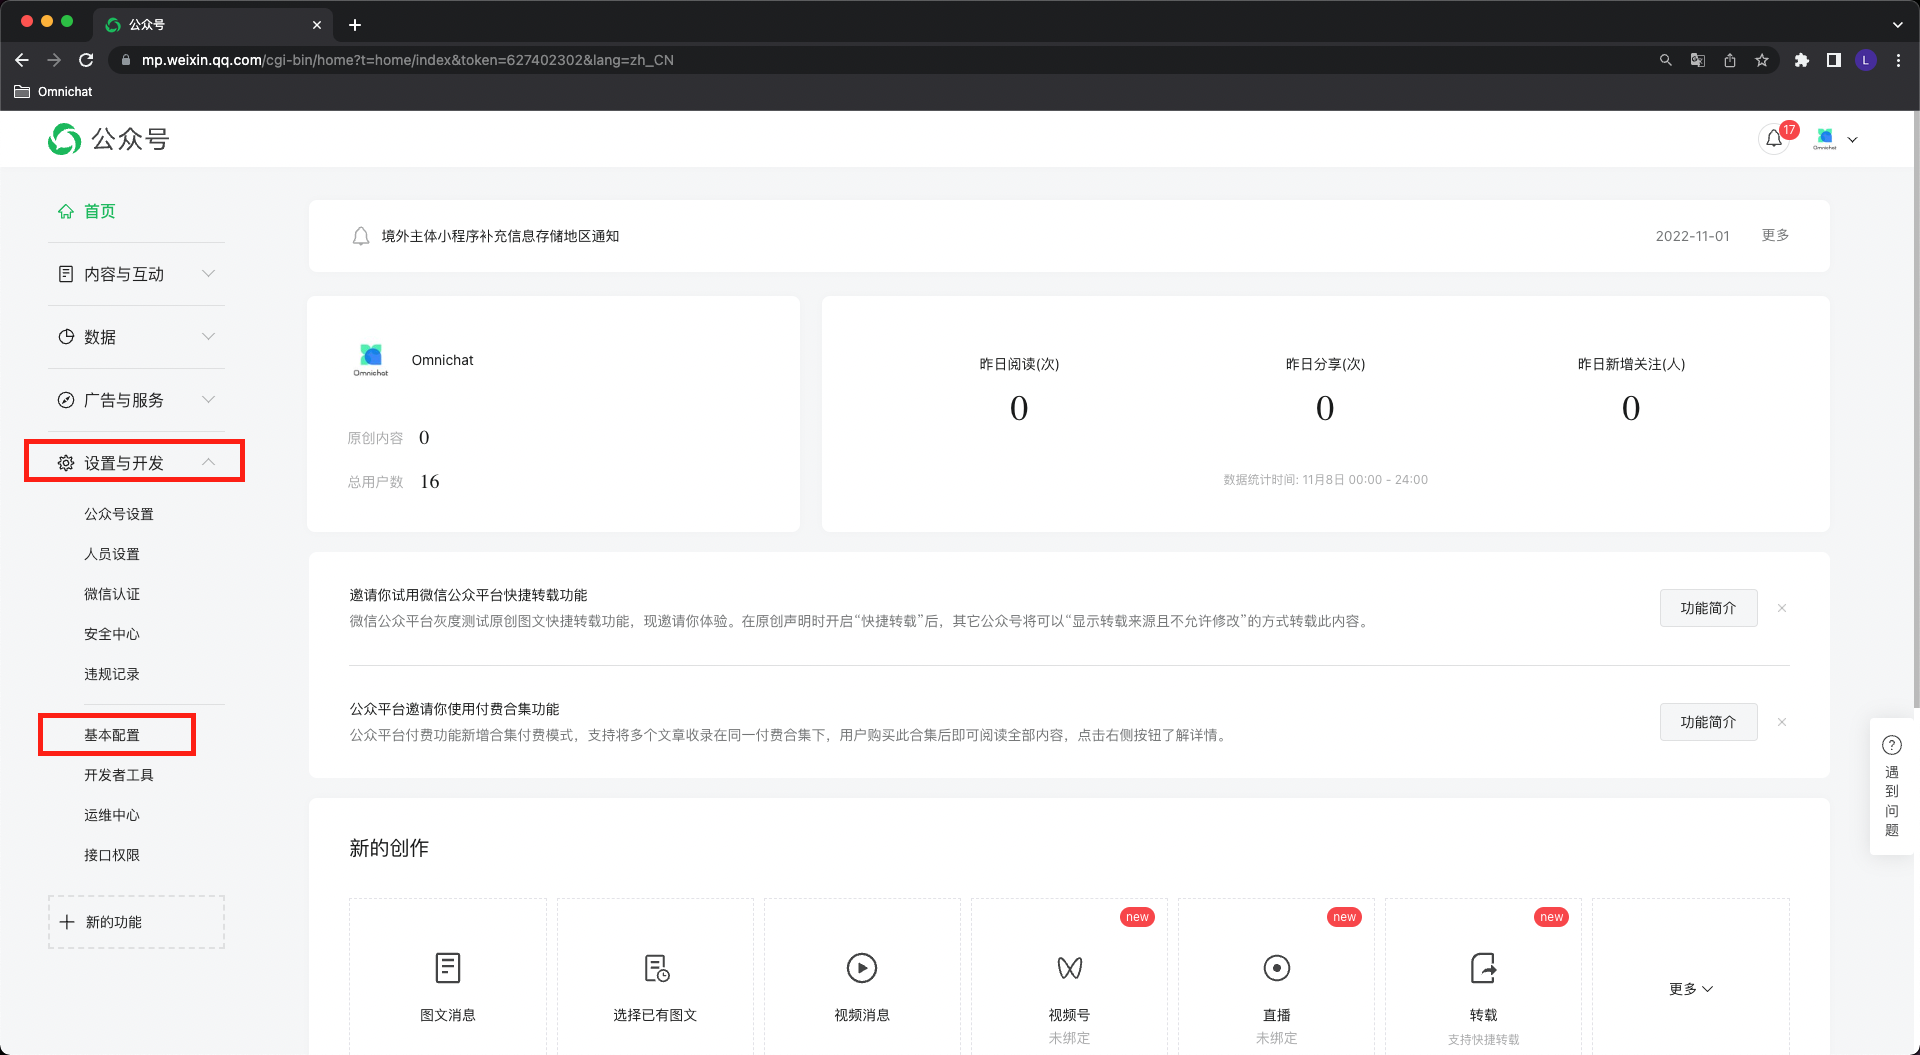 公众号
mp.weixin.qq.com/cgi-bin/home?t=home/index&token=627402302&lang=zh_CN
L
Omnichat
公众号
17
Omnichat
首页
内容与互动
数据
广告与服务
设置与开发
公众号设置
人员设置
微信认证
安全中心
违规记录
基本配置
开发者工具
运维中心
接口权限
新的功能
境外主体小程序补充信息存储地区通知
2022-11-01 更多
Omnichat
Omnichat
原创内容 0
总用户数 16
昨日阅读(次) 昨日分享(次) 昨日新增关注(人)
0 0 0
数据统计时间: 11月8日 00:00 - 24:00
邀请你试用微信公众平台快捷转载功能
微信公众平台灰度测试原创图文快捷转载功能，现邀请你体验。在原创声明时开启“快捷转载”后，其它公众号将可以“显示转载来源且不允许修改”的方式转载此内容。
功能简介
公众平台邀请你使用付费合集功能
公众平台付费功能新增合集付费模式，支持将多个文章收录在同一付费合集下，用户购买此合集后即可阅读全部内容，点击右侧按钮了解详情。
功能简介
遇到问题
新的创作
new new new
图文消息 选择已有图文 视频消息 视频号 直播 转载 更多
未绑定 未绑定 支持快捷转载